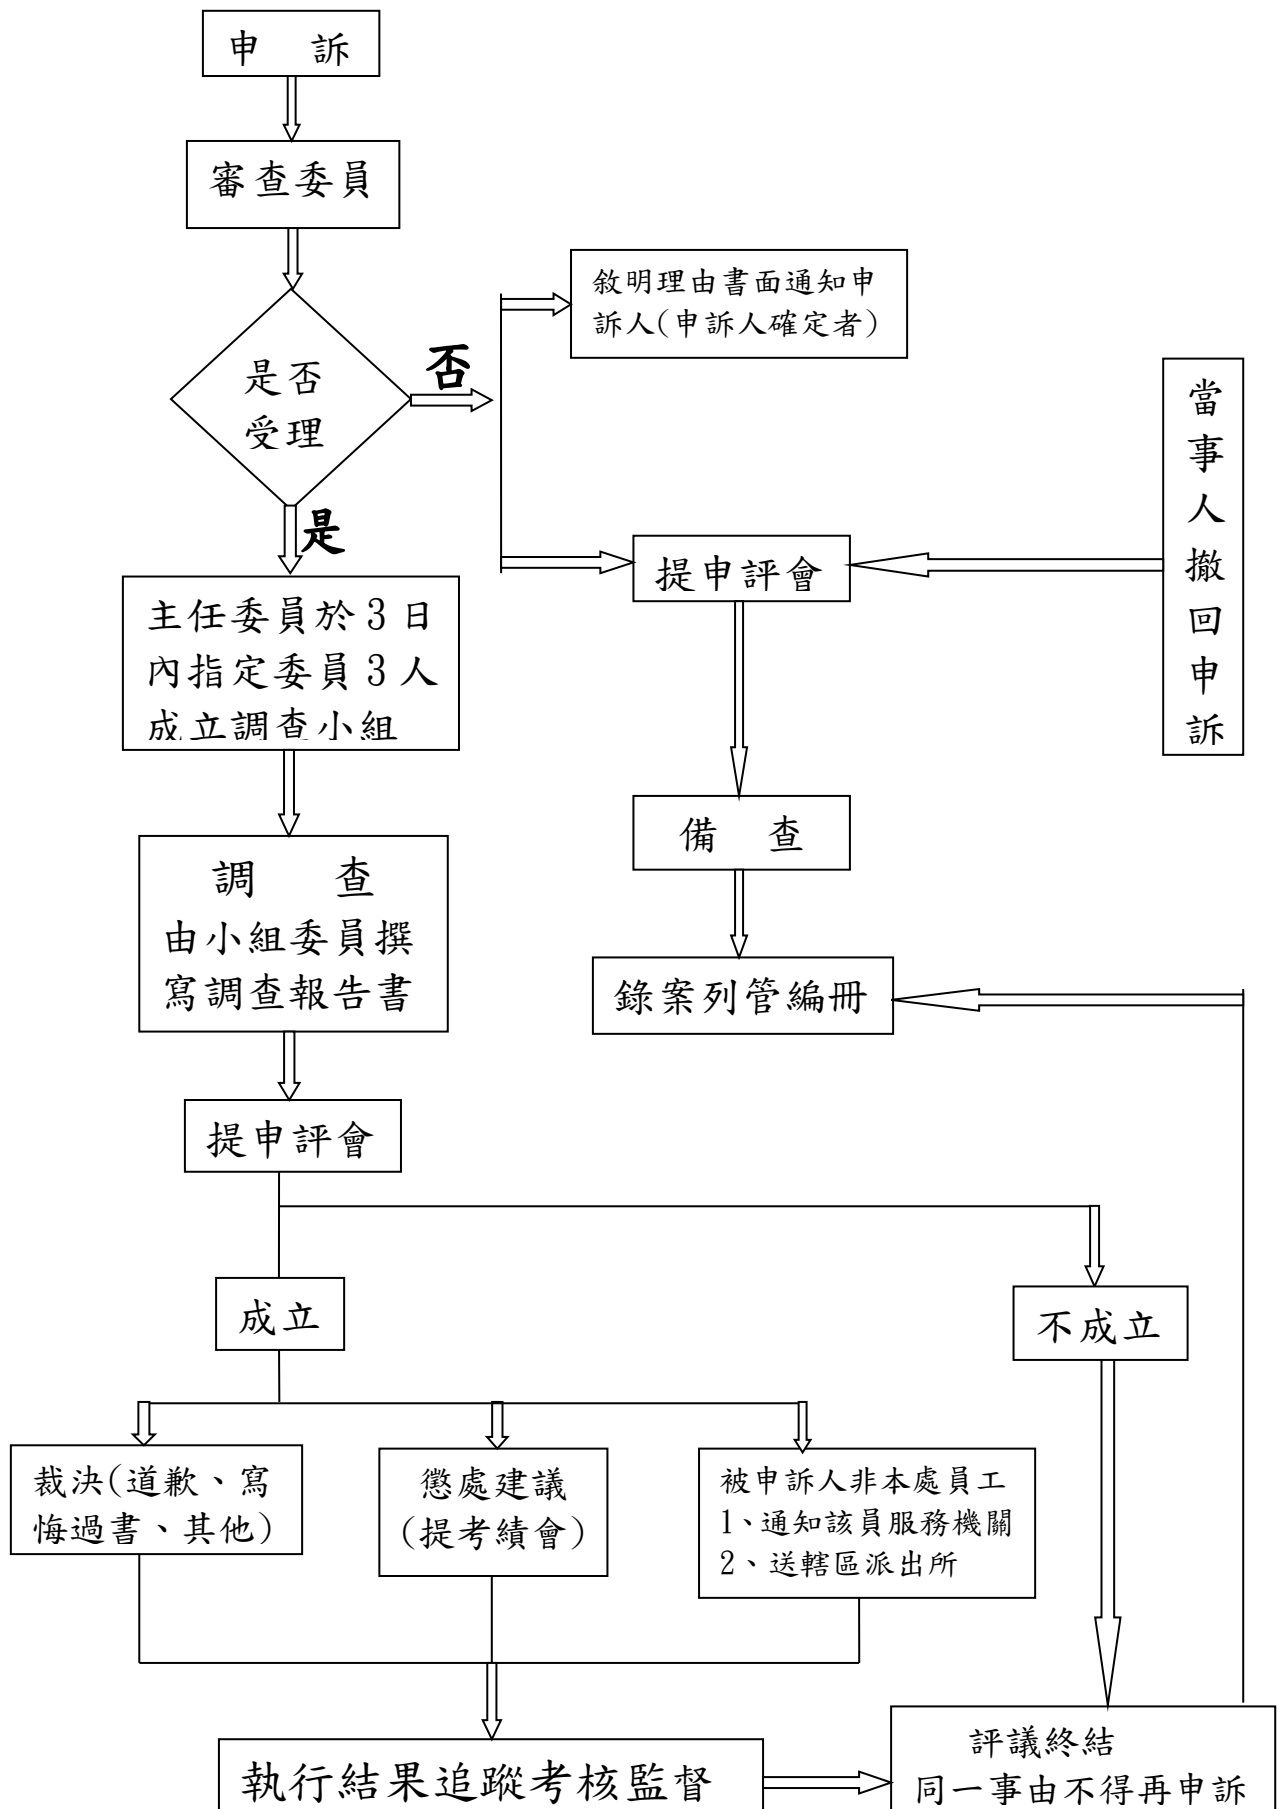 申 訴
審查委員
是否
受理
否
是
敘明理由書面通知申
訴人(申訴人確定者)
當
事
人
撤
回
申
訴
提申評會
主任委員於3日
內指定委員3人
成立調查小組
備 查
調 查
由小組委員撰
寫調查報告書
錄案列管編冊
提申評會
成立
不成立
裁決(道歉、寫
悔過書、其他)
懲處建議
(提考績會)
被申訴人非本處員工
1、通知該員服務機關
2、送轄區派出所
執行結果追蹤考核監督
評議終結
同一事由不得再申訴